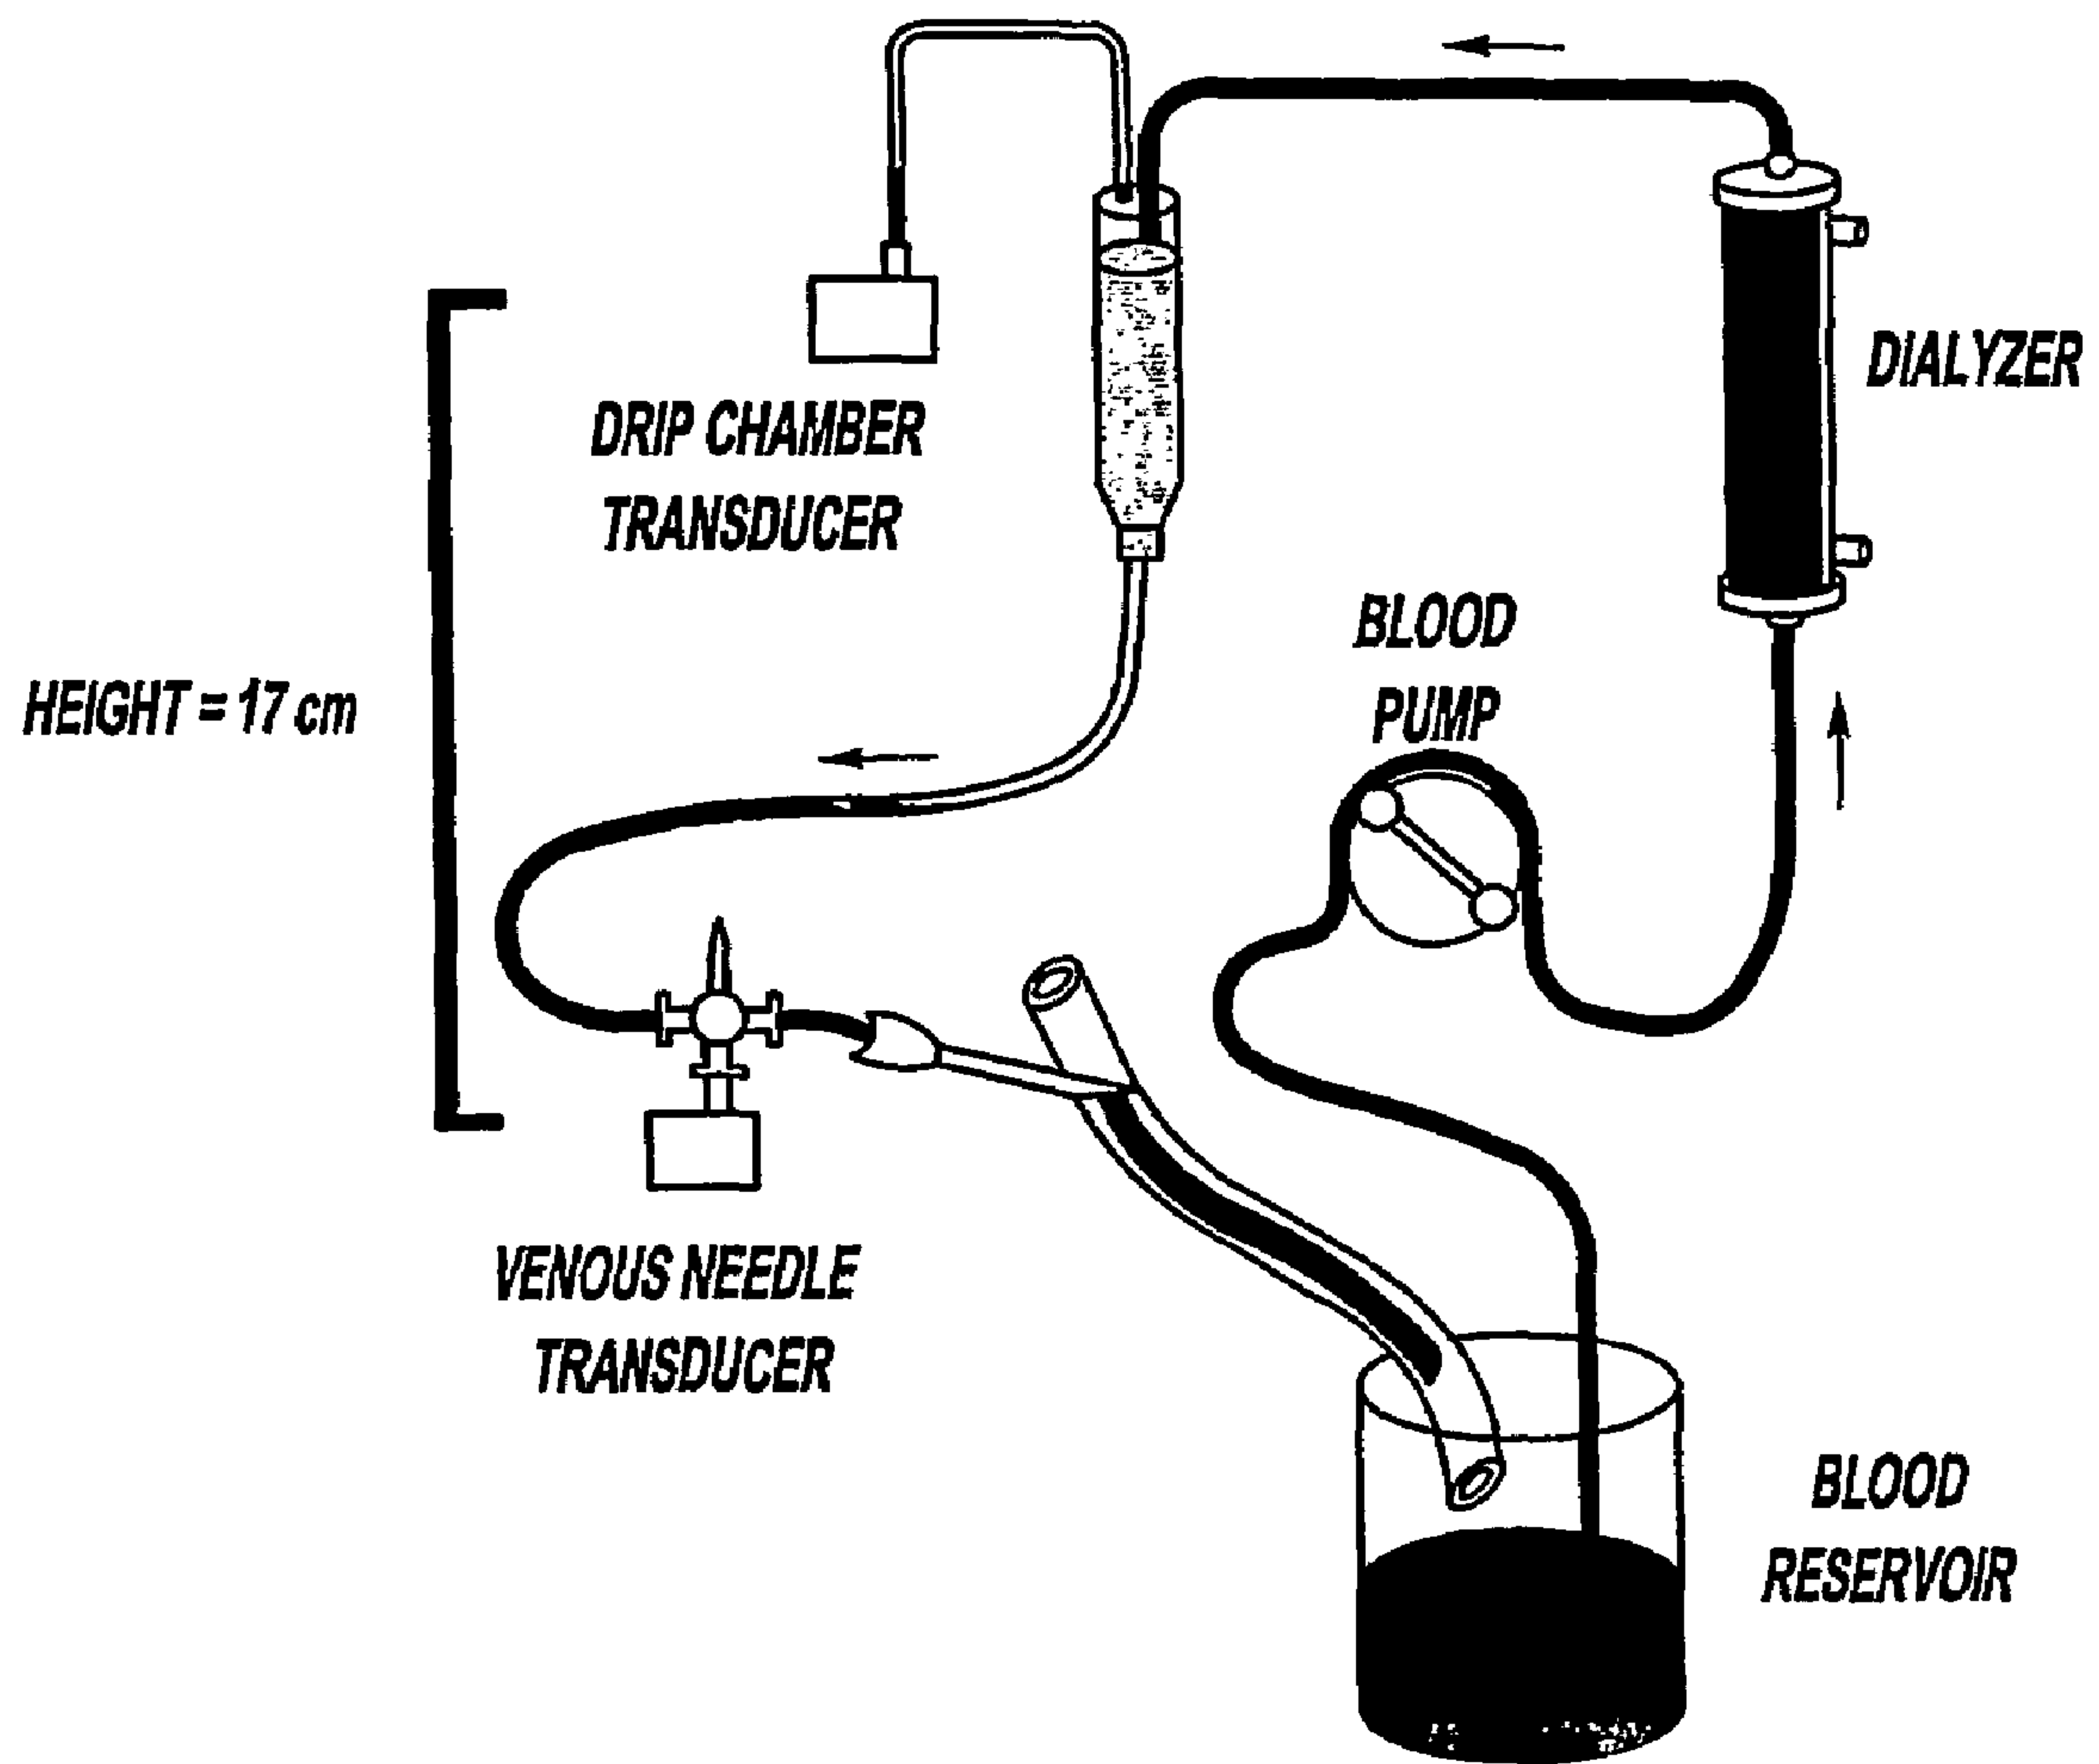 DRIP CHAMBER
TRANSDUCER
DIALYZER
BLOOD
PUMP
HEIGHT = 17 cm
VENOUS NEEDLE
TRANSDUCER
BLOOD
RESERVOIR